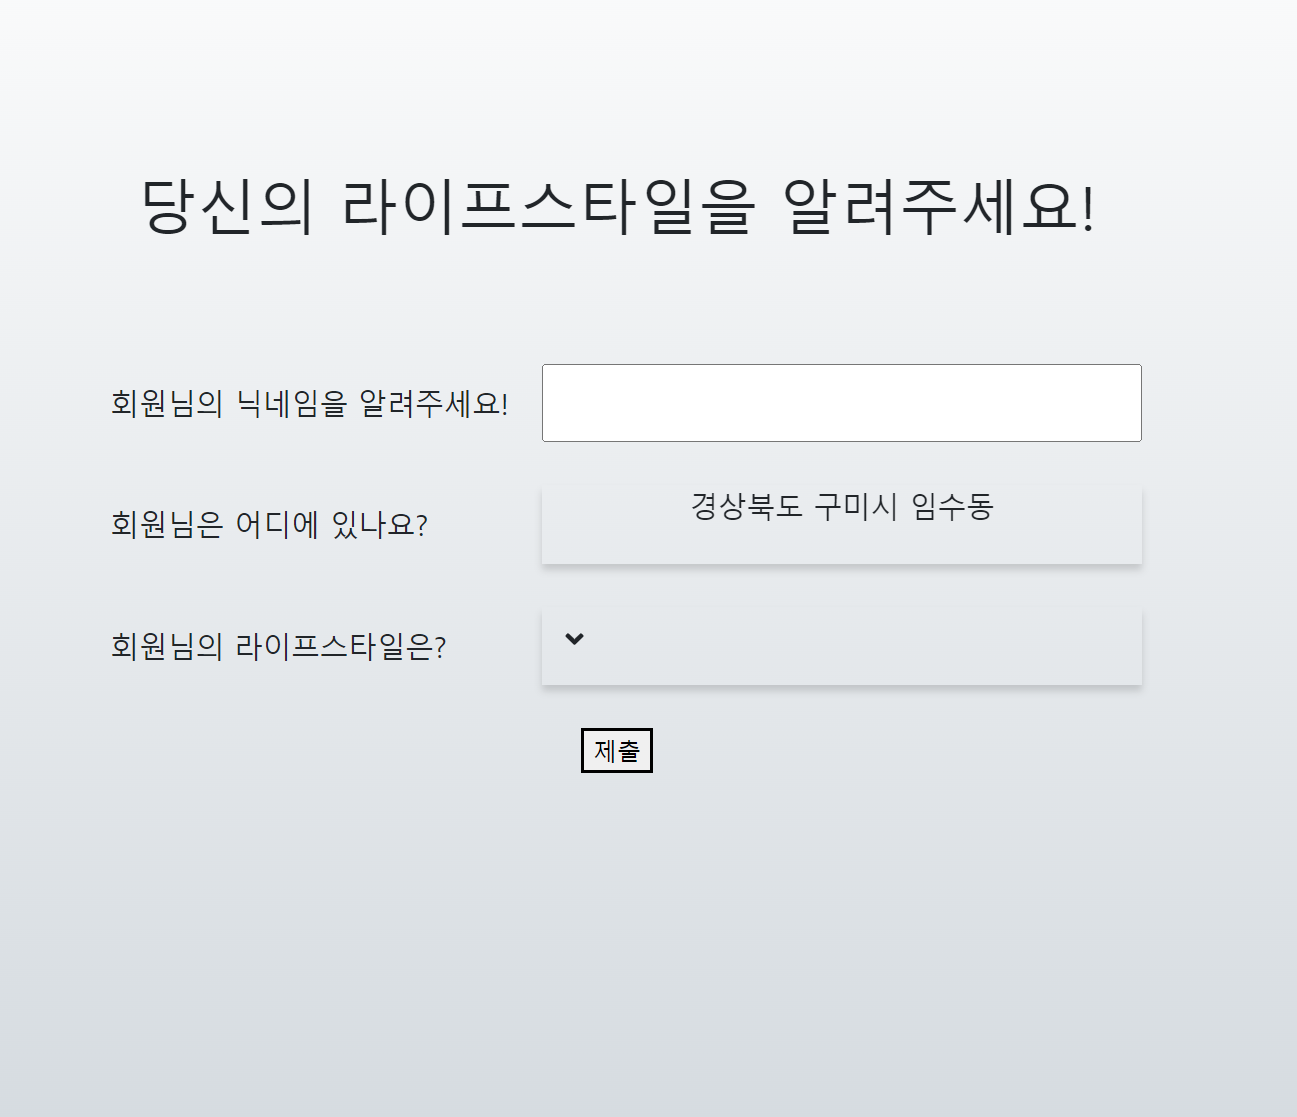 당신의 라이프스타일을 알려주세요!
회원님의 닉네임을 알려주세요!
회원님은 어디에 있나요? 경상북도 구미시 임수동
회원님의 라이프스타일은?
제출